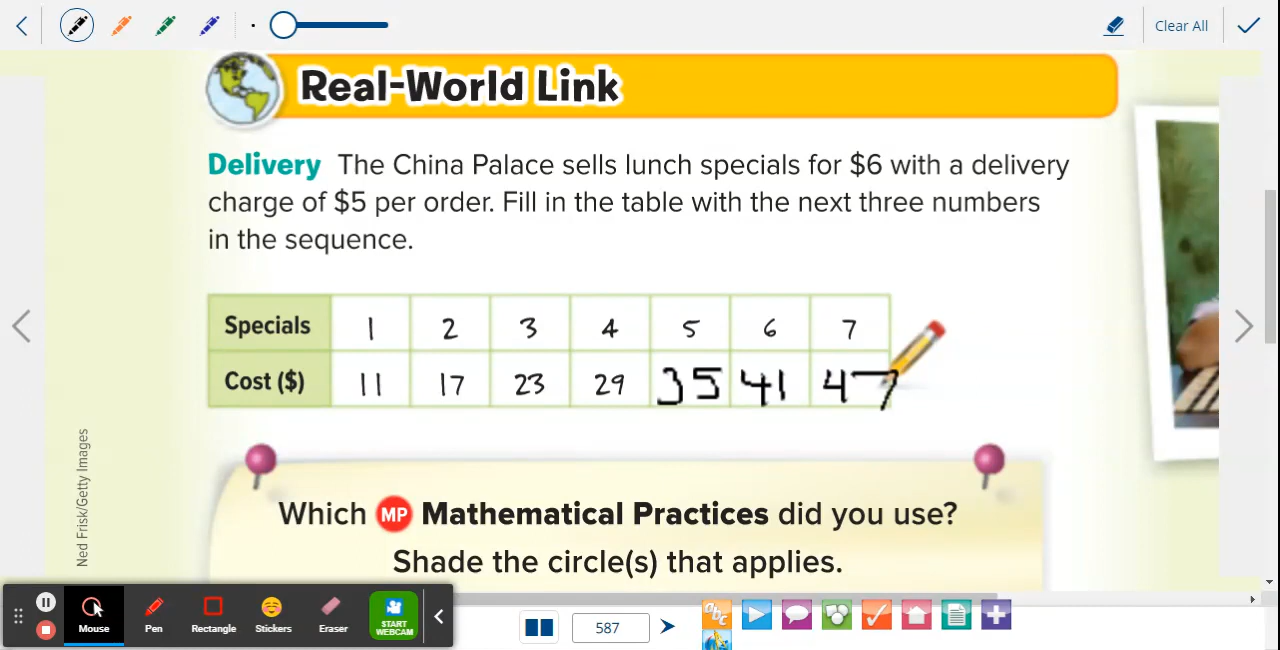 Clear All
Real-World Link
Delivery The China Palace sells lunch specials for $6 with a delivery
charge of $5 per order. Fill in the table with the next three numbers
in the sequence.
Specials 1 2 3 4 5 6 7
Cost ($) 11 17 23 29 35 41 47
Ned Frisk/Getty Images
Which MP Mathematical Practices did you use?
Shade the circle(s) that applies.
Mouse Pen Rectangle Stickers Eraser START WEBCAM
587
abc